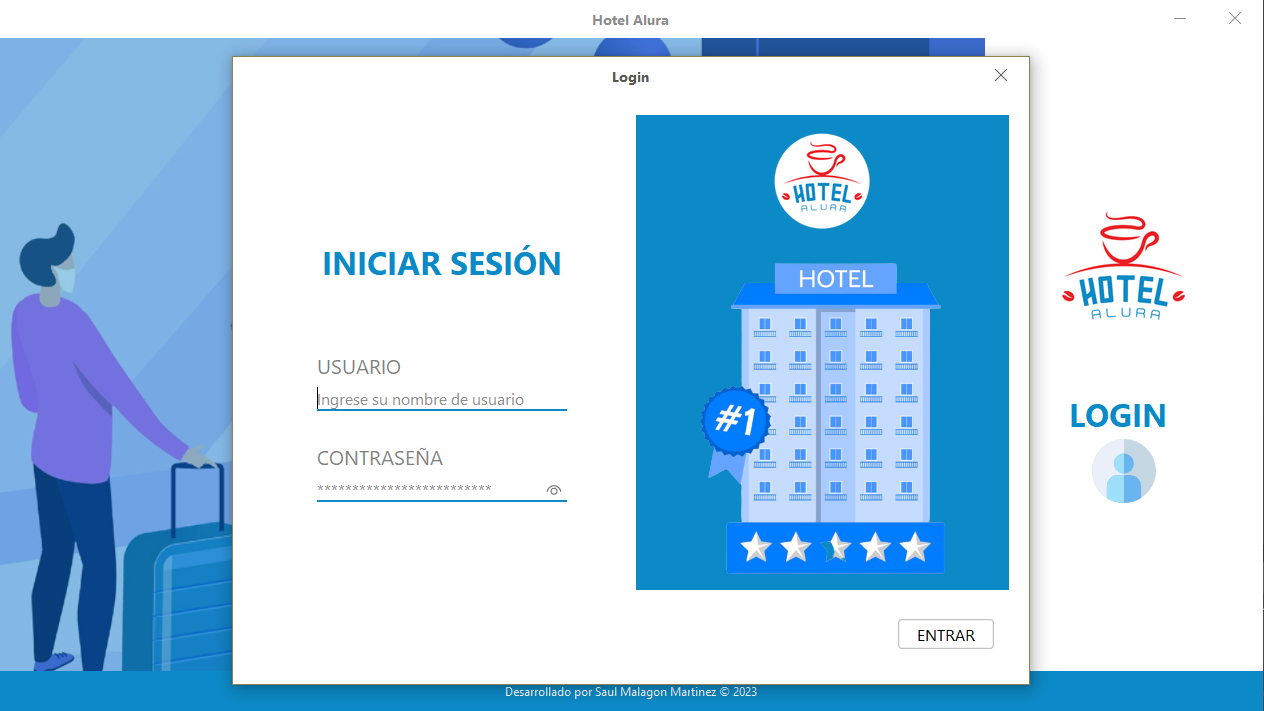 Hotel Alura
Login
HOTEL
ALURA
INICIAR SESIÓN
HOTEL
USUARIO
Ingrese su nombre de usuario
#1
CONTRASEÑA
*************************
ENTRAR
HOTEL
ALURA
LOGIN
Desarrollado por Saul Malagon Martinez © 2023